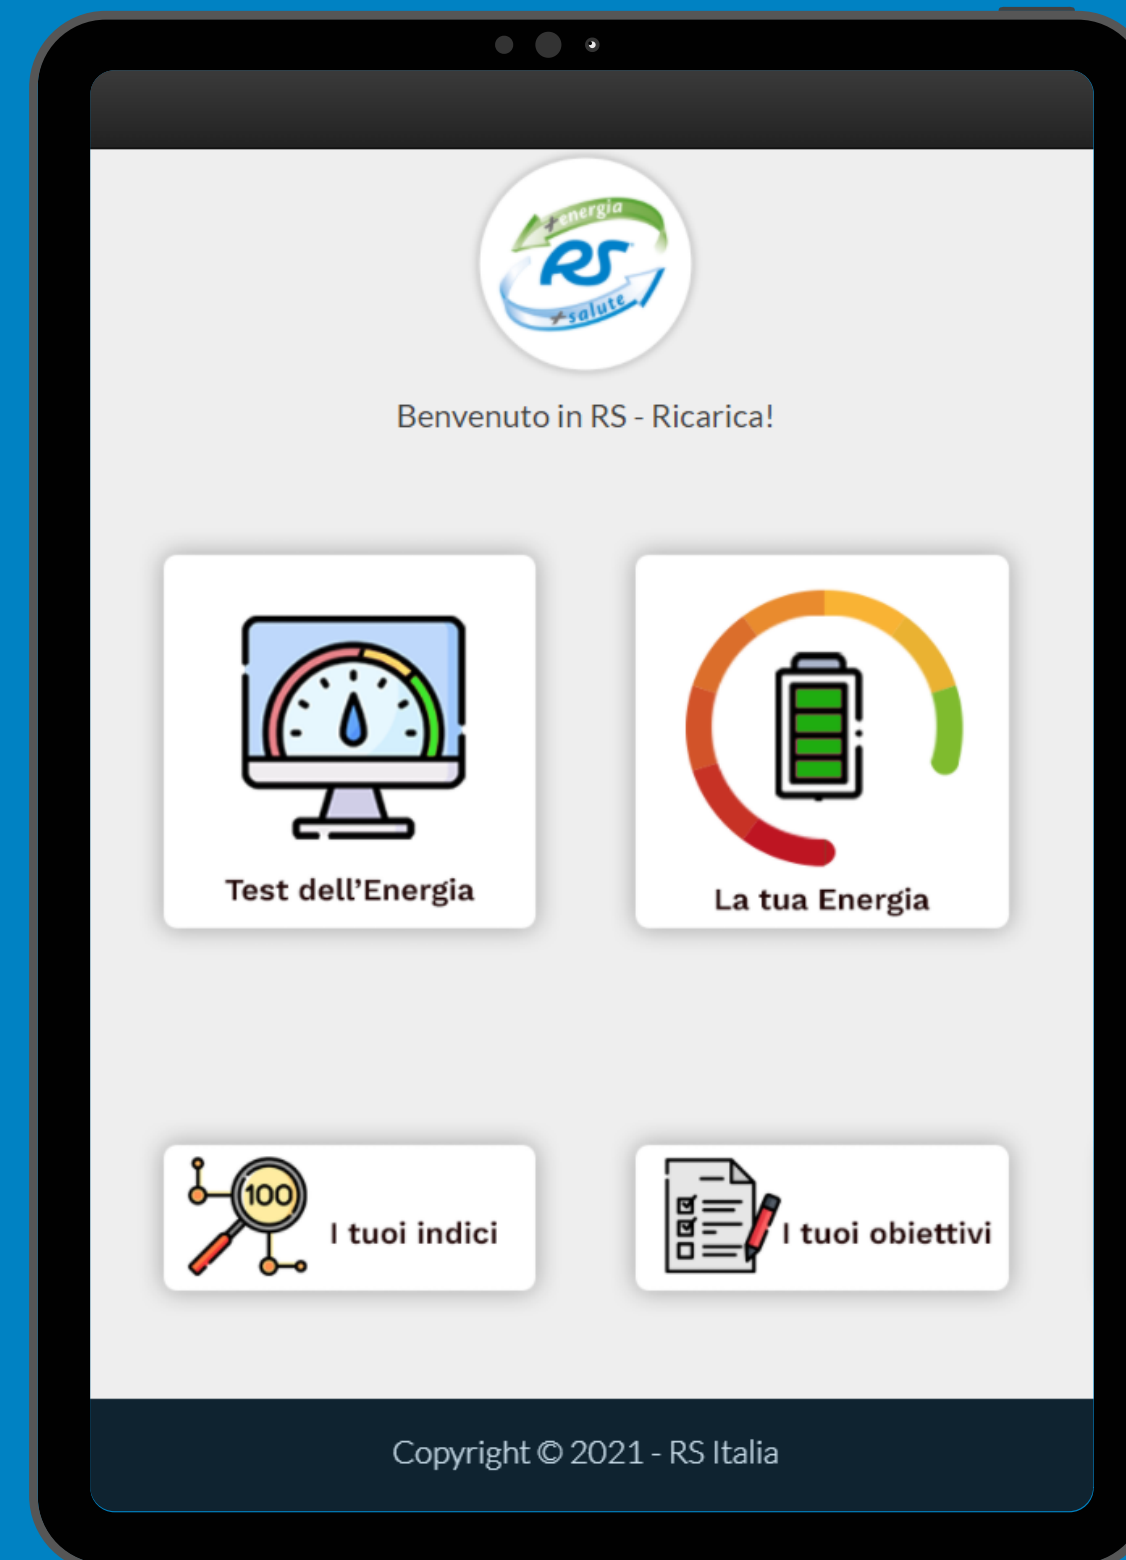 +energia
RS
+salute
Benvenuto in RS - Ricarica!
Test dell’Energia
La tua Energia
100
I tuoi indici
I tuoi obiettivi
Copyright © 2021 - RS Italia